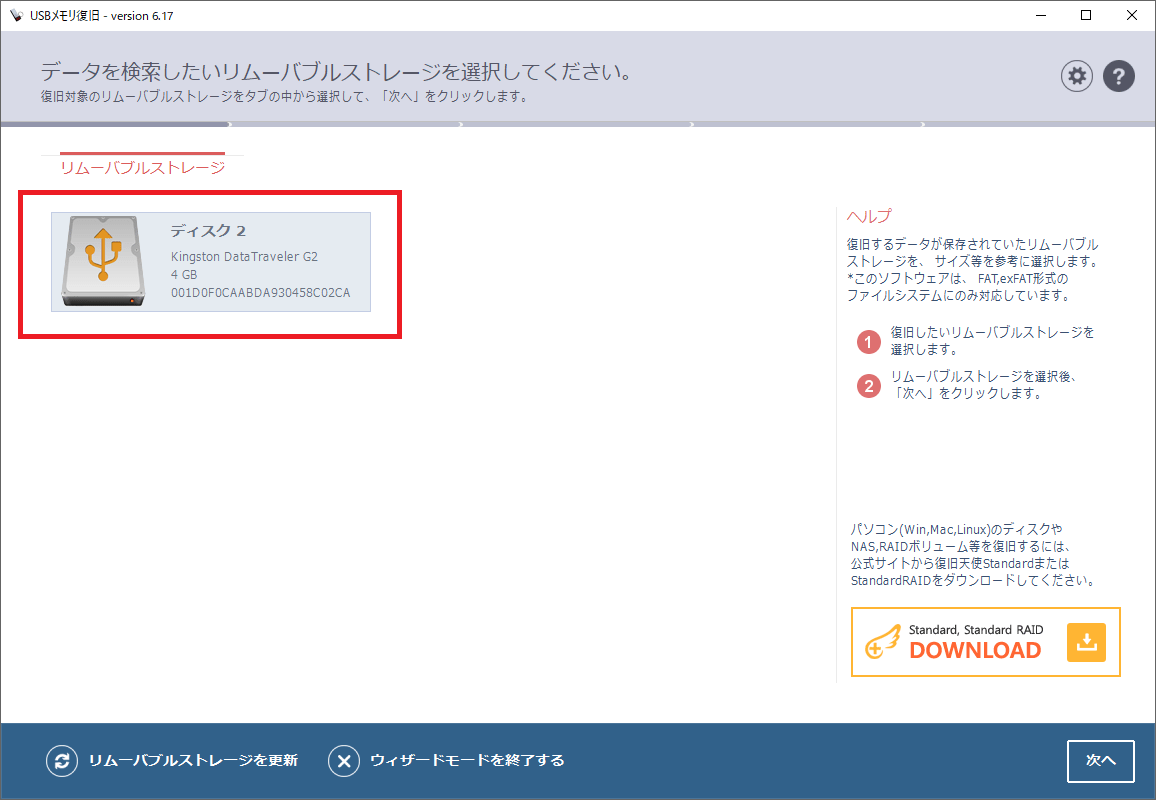 USBメモリ復旧 - version 6.17
データを検索したいリムーバブルストレージを選択してください。
復旧対象のリムーバブルストレージをタブの中から選択して、「次へ」をクリックします。
?
リムーバブルストレージ
ディスク 2
Kingston DataTraveler G2
4 GB
001D0F0CAABDA930458C02CA
ヘルプ
復旧するデータが保存されていたリムーバブル
ストレージを、 サイズ等を参考に選択します。
*このソフトウェアは、 FAT,exFAT形式の
ファイルシステムにのみ対応しています。
1
復旧したいリムーバブルストレージを
選択します。
2
リムーバブルストレージを選択後、
「次へ」をクリックします。
パソコン(Win,Mac,Linux)のディスクや
NAS,RAIDボリューム等を復旧するには、
公式サイトから復旧天使Standardまたは
StandardRAIDをダウンロードしてください。
Standard, Standard RAID
DOWNLOAD
リムーバブルストレージを更新
ウィザードモードを終了する
次へ